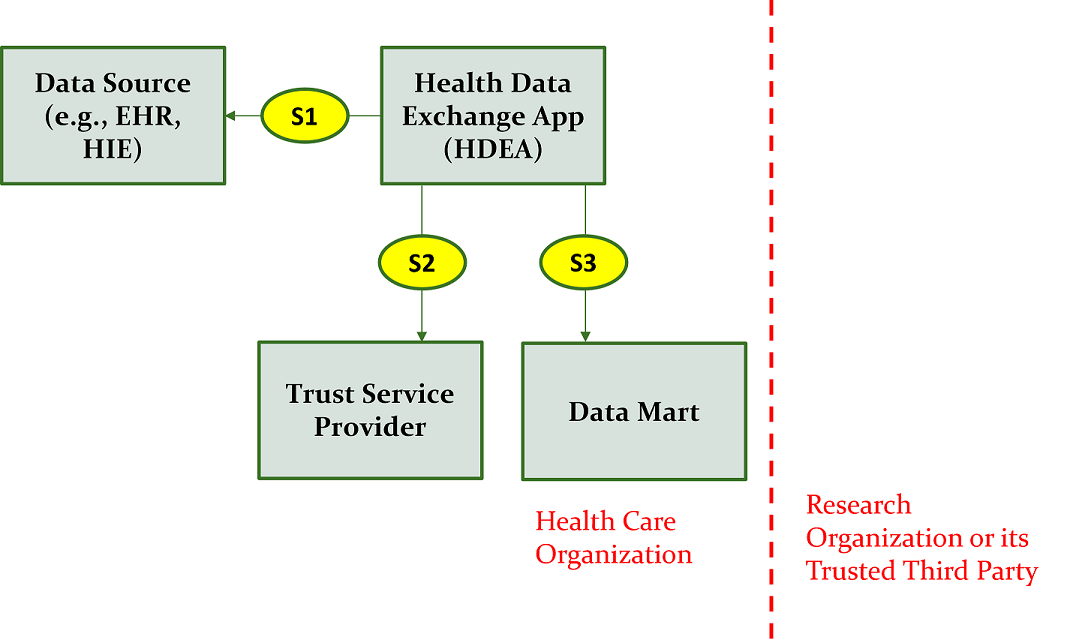 Data Source
(e.g., EHR,
HIE)
S1
Health Data
Exchange App
(HDEA)
S2
S3
Trust Service
Provider
Data Mart
Health Care
Organization
Research
Organization or its
Trusted Third Party